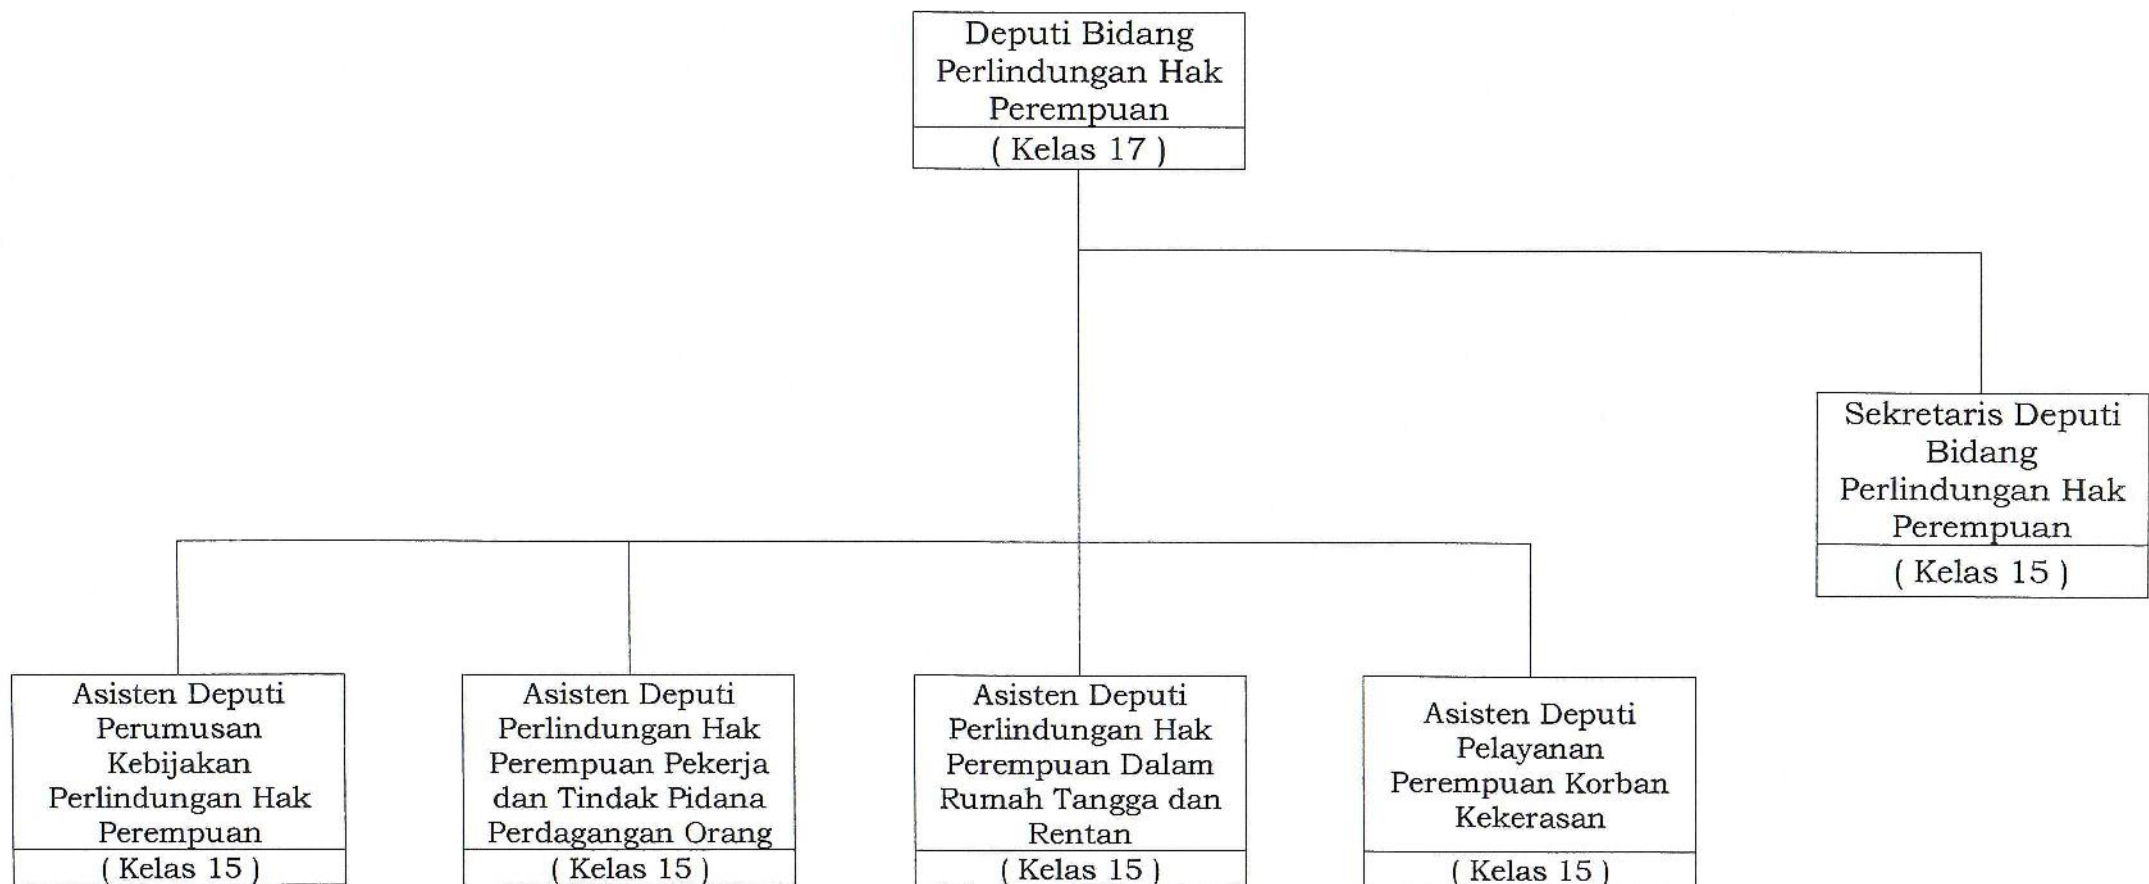 Deputi Bidang
Perlindungan Hak
Perempuan
( Kelas 17 )
Sekretaris Deputi
Bidang
Perlindungan Hak
Perempuan
( Kelas 15 )
Asisten Deputi
Perumusan
Kebijakan
Perlindungan Hak
Perempuan
( Kelas 15 )
Asisten Deputi
Perlindungan Hak
Perempuan Pekerja
dan Tindak Pidana
Perdagangan Orang
( Kelas 15 )
Asisten Deputi
Perlindungan Hak
Perempuan Dalam
Rumah Tangga dan
Rentan
( Kelas 15 )
Asisten Deputi
Pelayanan
Perempuan Korban
Kekerasan
( Kelas 15 )